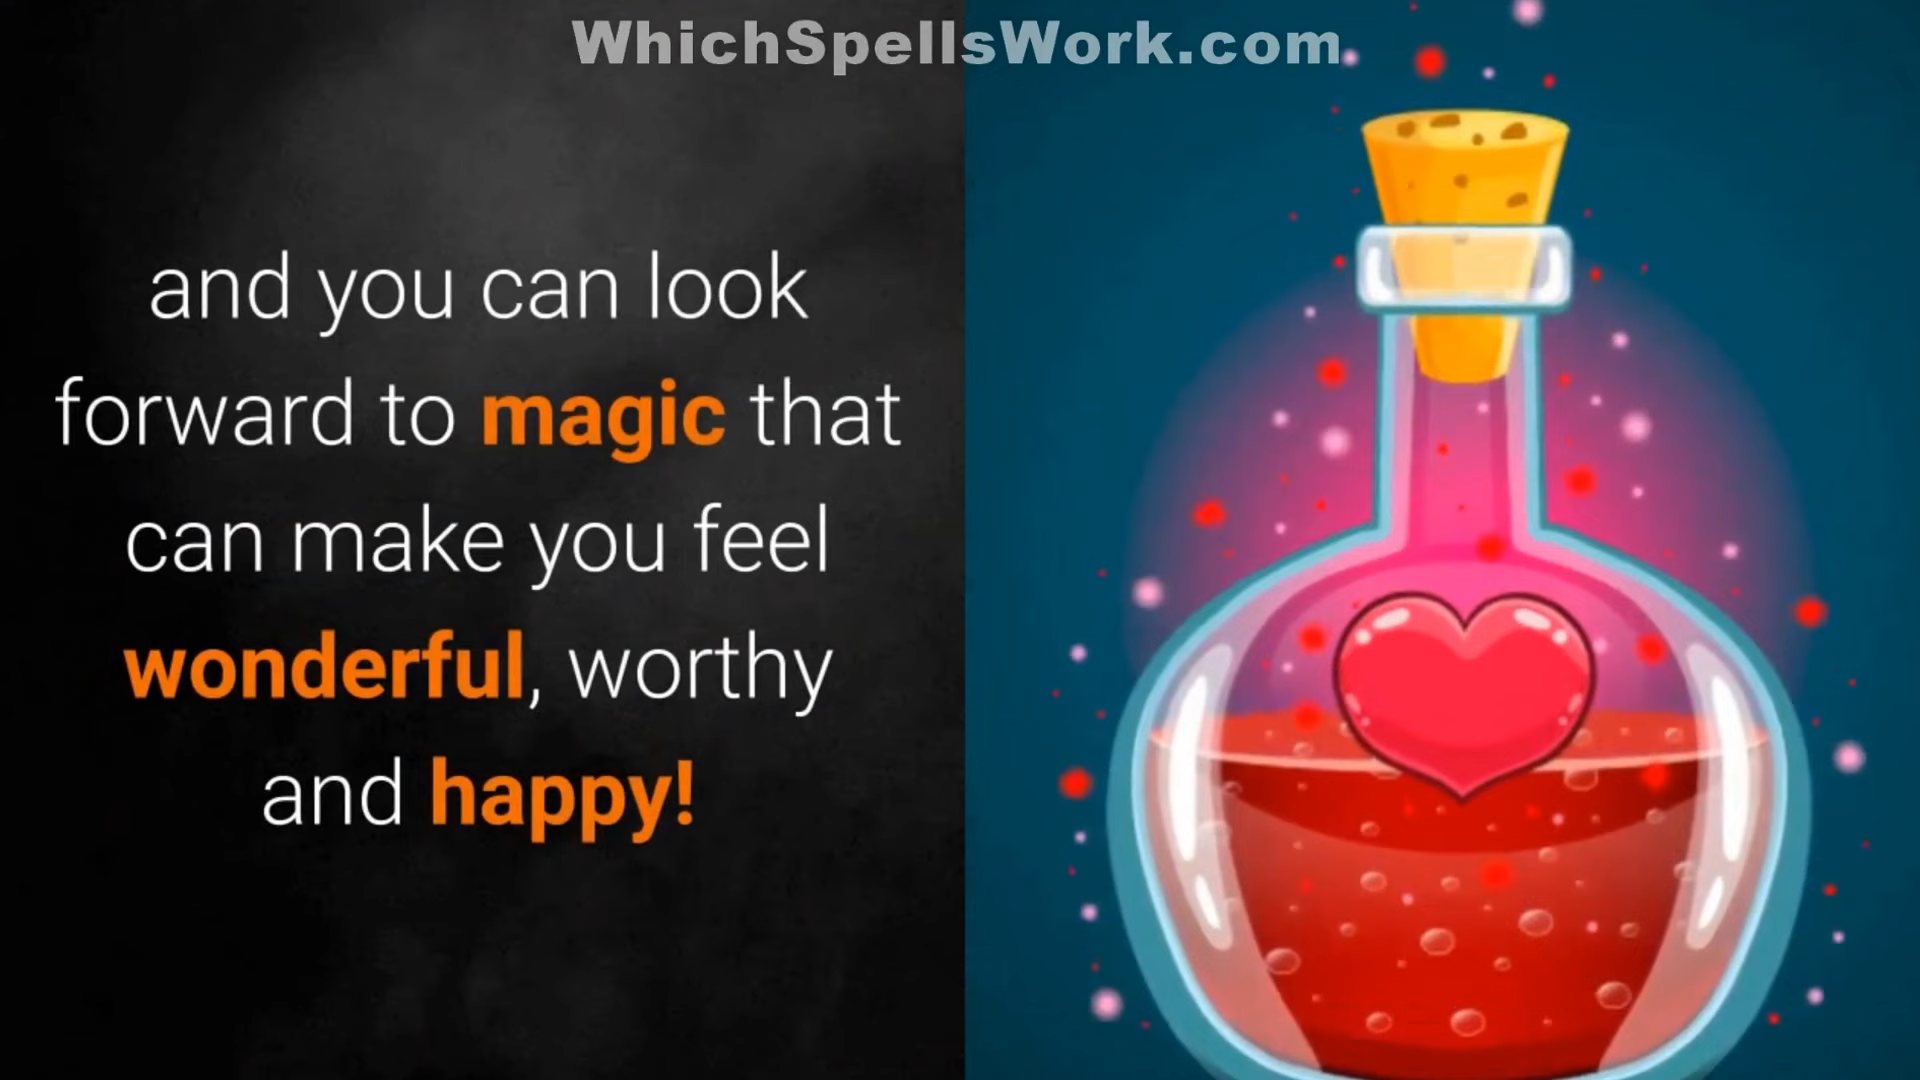 WhichSpellsWork.com
and you can look
forward to magic that
can make you feel
wonderful, worthy
and happy!